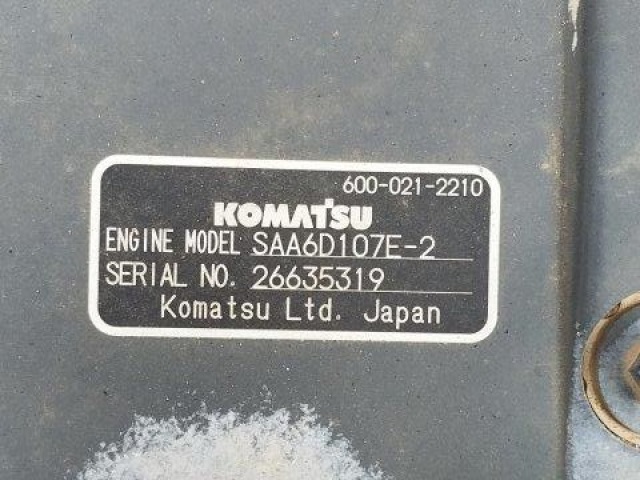 600-021-2210
KOMATSU
ENGINE MODEL SAA6D107E-2
SERIAL NO. 26635319
Komatsu Ltd. Japan